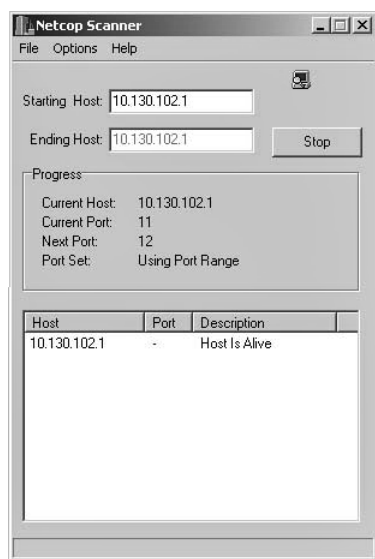 Netcop Scanner
File Options Help
Starting Host: 10.130.102.1
Ending Host: 10.130.102.1
Stop
Progress
Current Host: 10.130.102.1
Current Port: 11
Next Port: 12
Port Set: Using Port Range
Host Port Description
10.130.102.1 - Host Is Alive